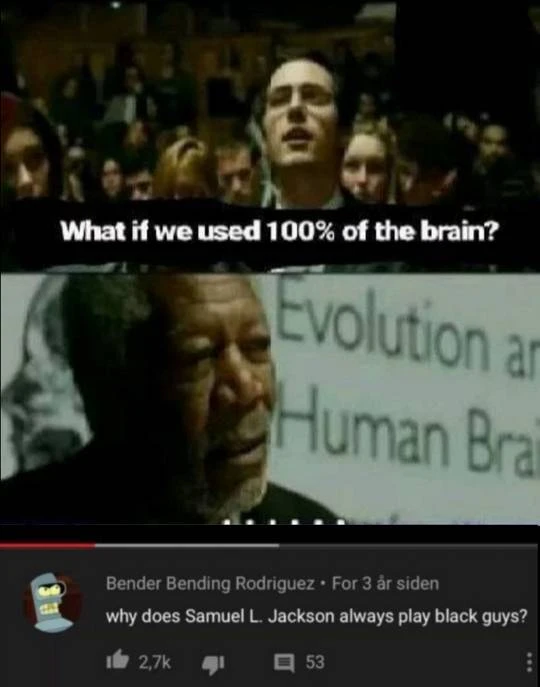 What if we used 100% of the brain?
Evolution an
Human Brai
Bender Bending Rodriguez • For 3 år siden
why does Samuel L. Jackson always play black guys?
2,7k
53